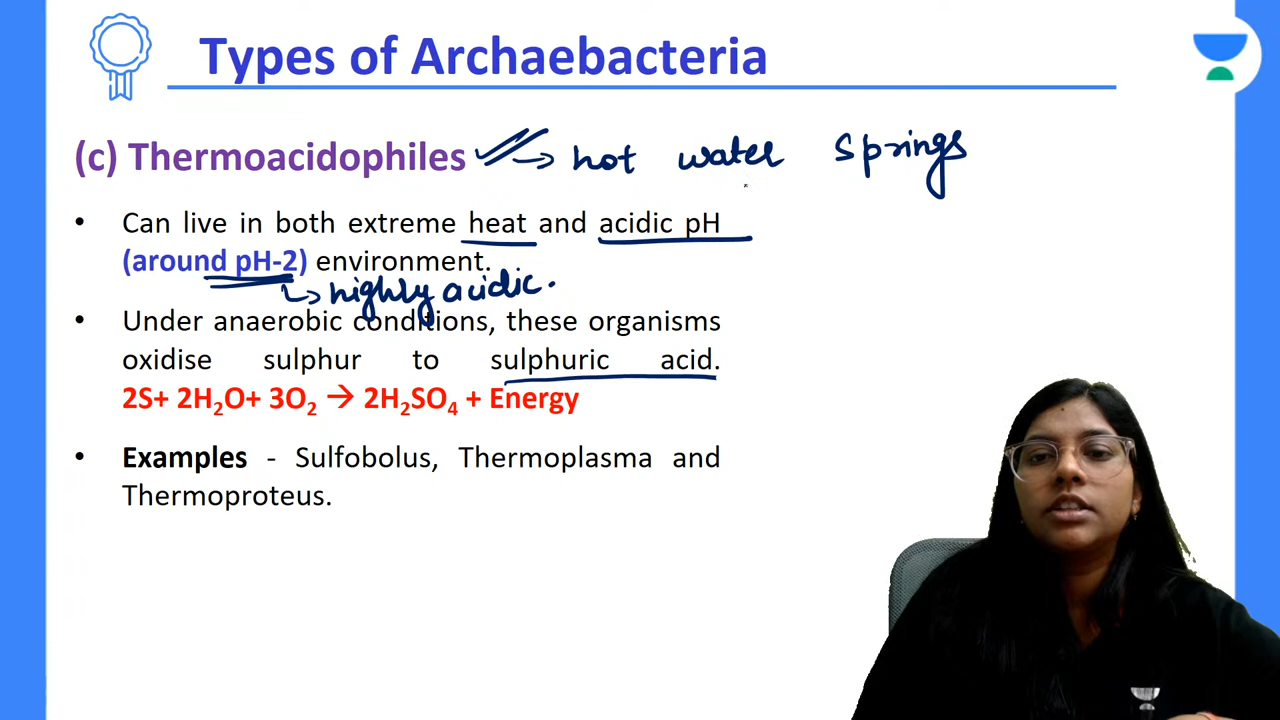 Types of Archaebacteria
(c) Thermoacidophiles → hot water springs
• Can live in both extreme heat and acidic pH
(around pH-2) environment.
↳ highly acidic.
• Under anaerobic conditions, these organisms
oxidise sulphur to sulphuric acid.
2S+ 2H₂O+ 3O₂ → 2H₂SO₄ + Energy
• Examples - Sulfobolus, Thermoplasma and
Thermoproteus.